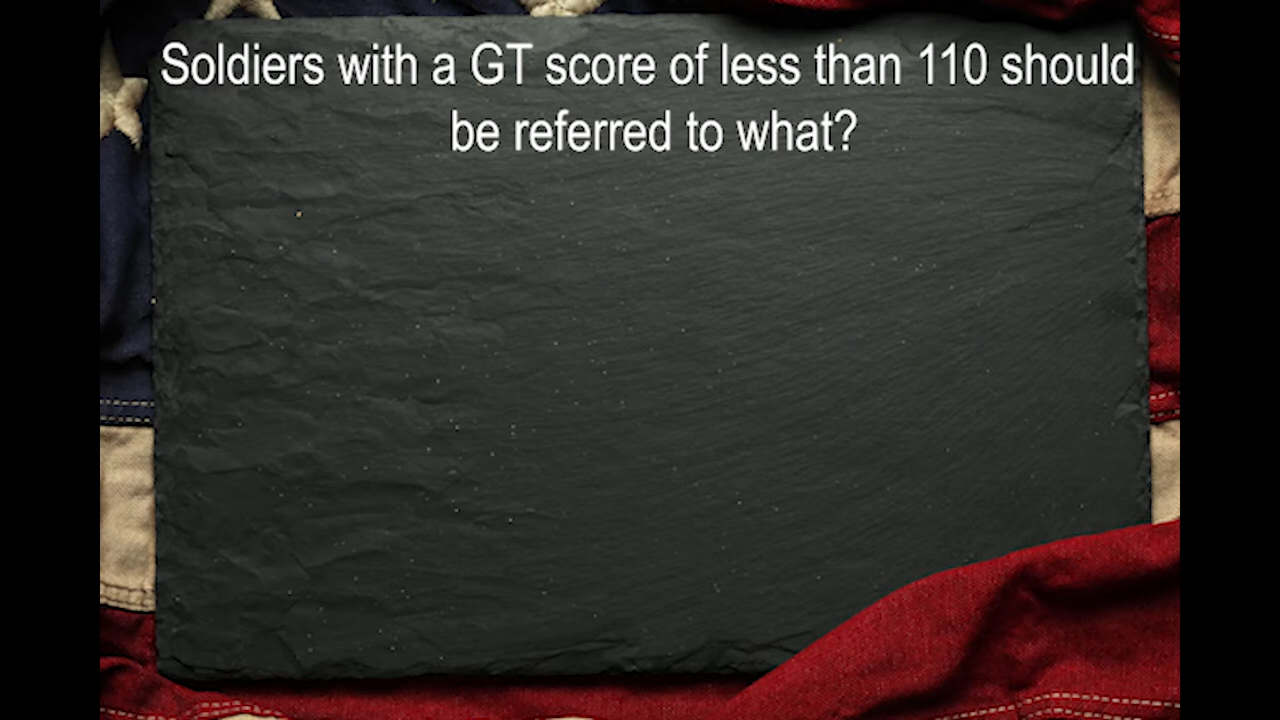 Soldiers with a GT score of less than 110 should
be referred to what?